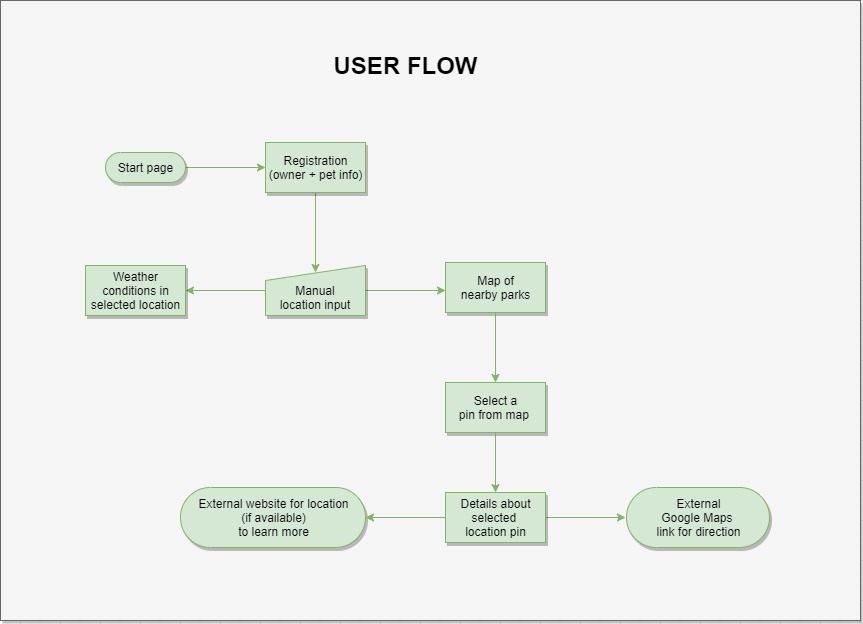 USER FLOW
Start page
Registration
(owner + pet info)
Weather
conditions in
selected location
Manual
location input
Map of
nearby parks
Select a
pin from map
External website for location
(if available)
to learn more
Details about
selected
location pin
External
Google Maps
link for direction